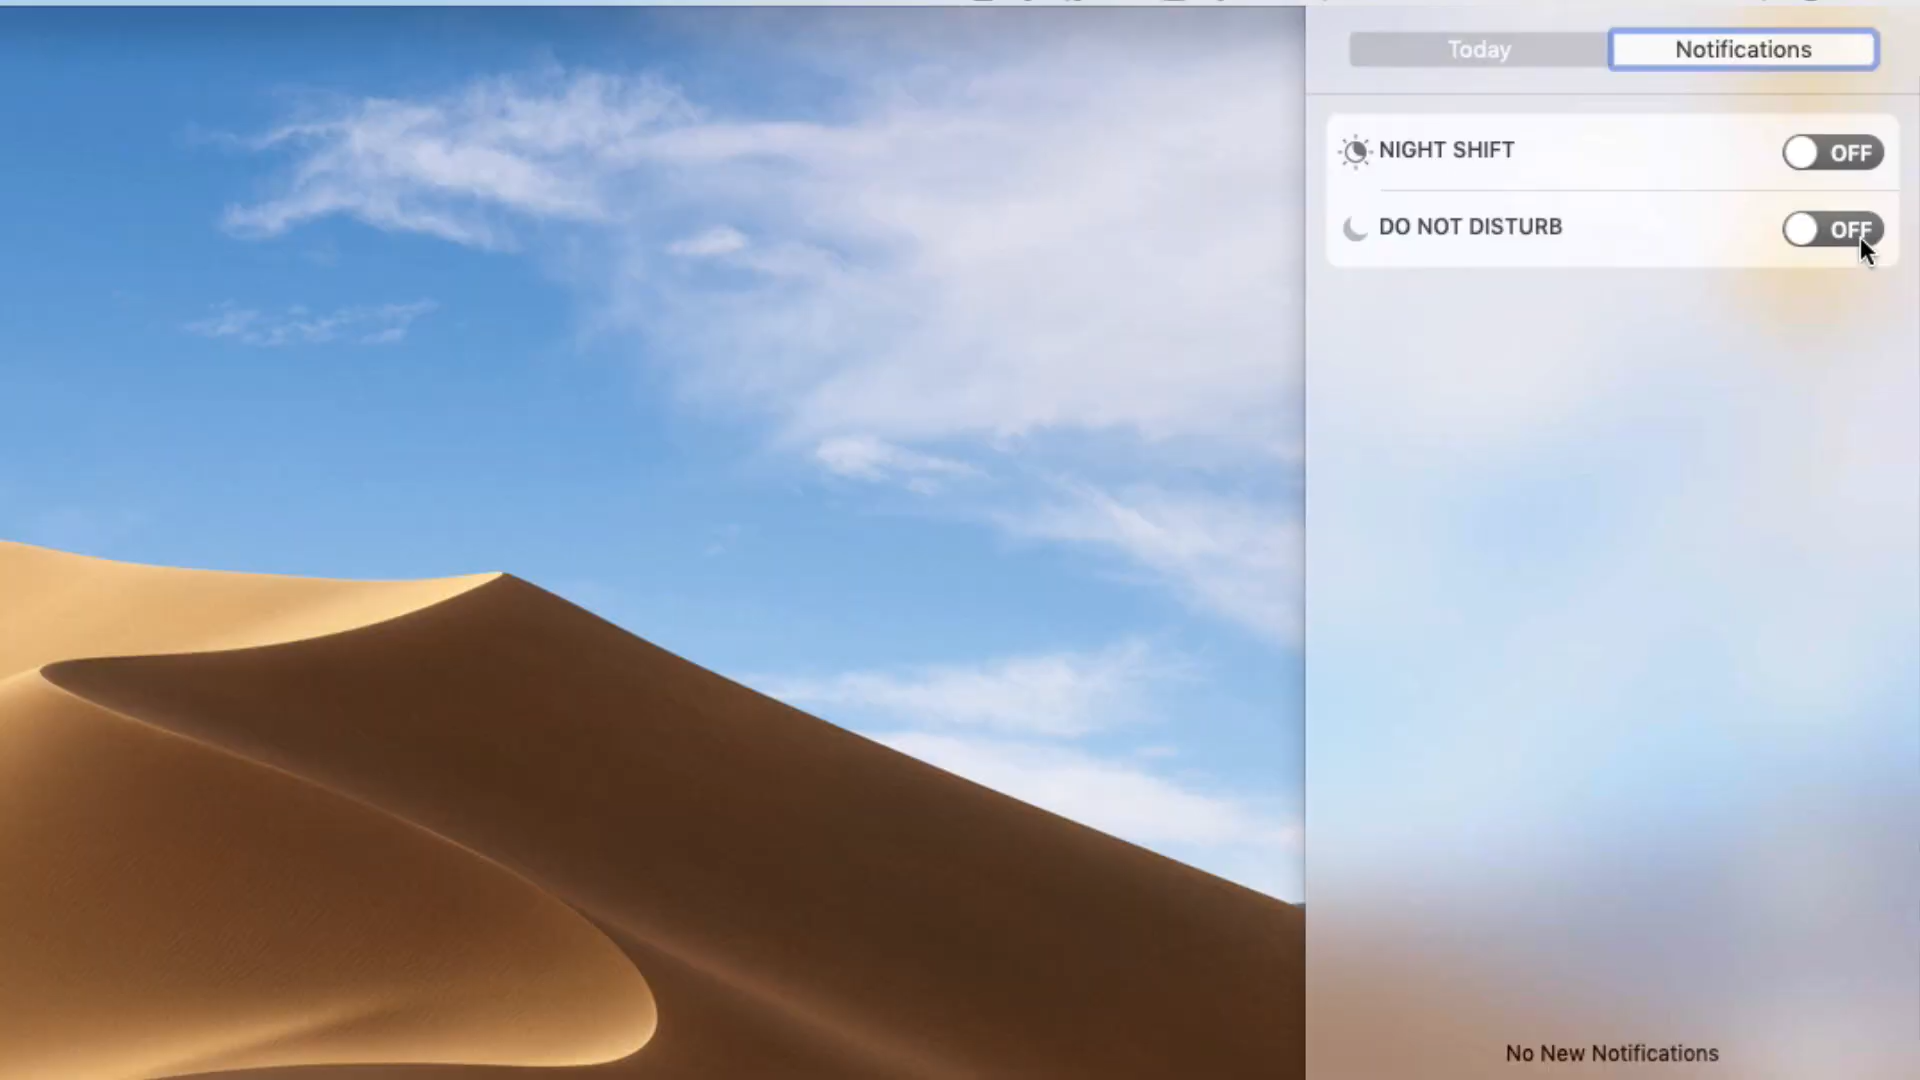 Today
Notifications
NIGHT SHIFT
OFF
DO NOT DISTURB
OFF
No New Notifications